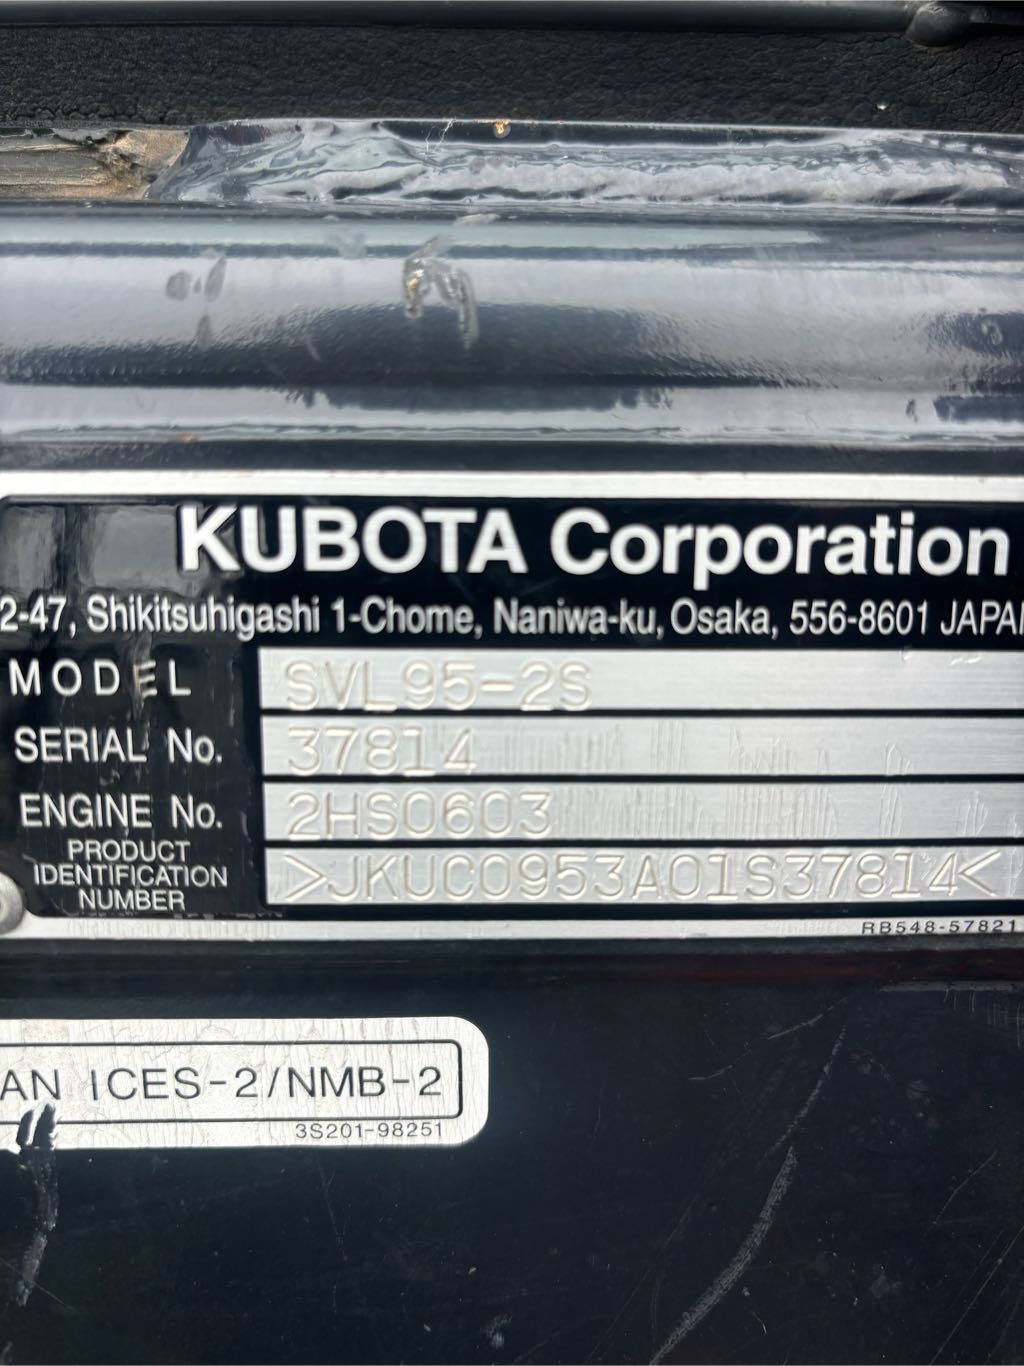 KUBOTA Corporation
2-47, Shikitsuhigashi 1-Chome, Naniwa-ku, Osaka, 556-8601 JAPAN
MODEL SVL95-2S
SERIAL No. 37814
ENGINE No. 2HS0603
PRODUCT
IDENTIFICATION
NUMBER
>JKUC0953A01S37814<
RB548-57821
AN ICES-2/NMB-2
3S201-98251